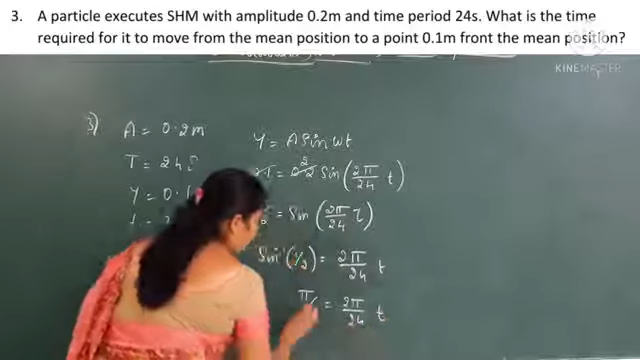 3. A particle executes SHM with amplitude 0.2m and time period 24s. What is the time
required for it to move from the mean position to a point 0.1m front the mean position?
KINEMASTER
3)
A = 0.2m
T = 24s
Y = 0.1
Y = A sin ωt
= 0.2 sin (2π/24 t)
= sin (2π/24 t)
sin⁻¹(1/2) = 2π/24 t
π/ = 2π/24 t